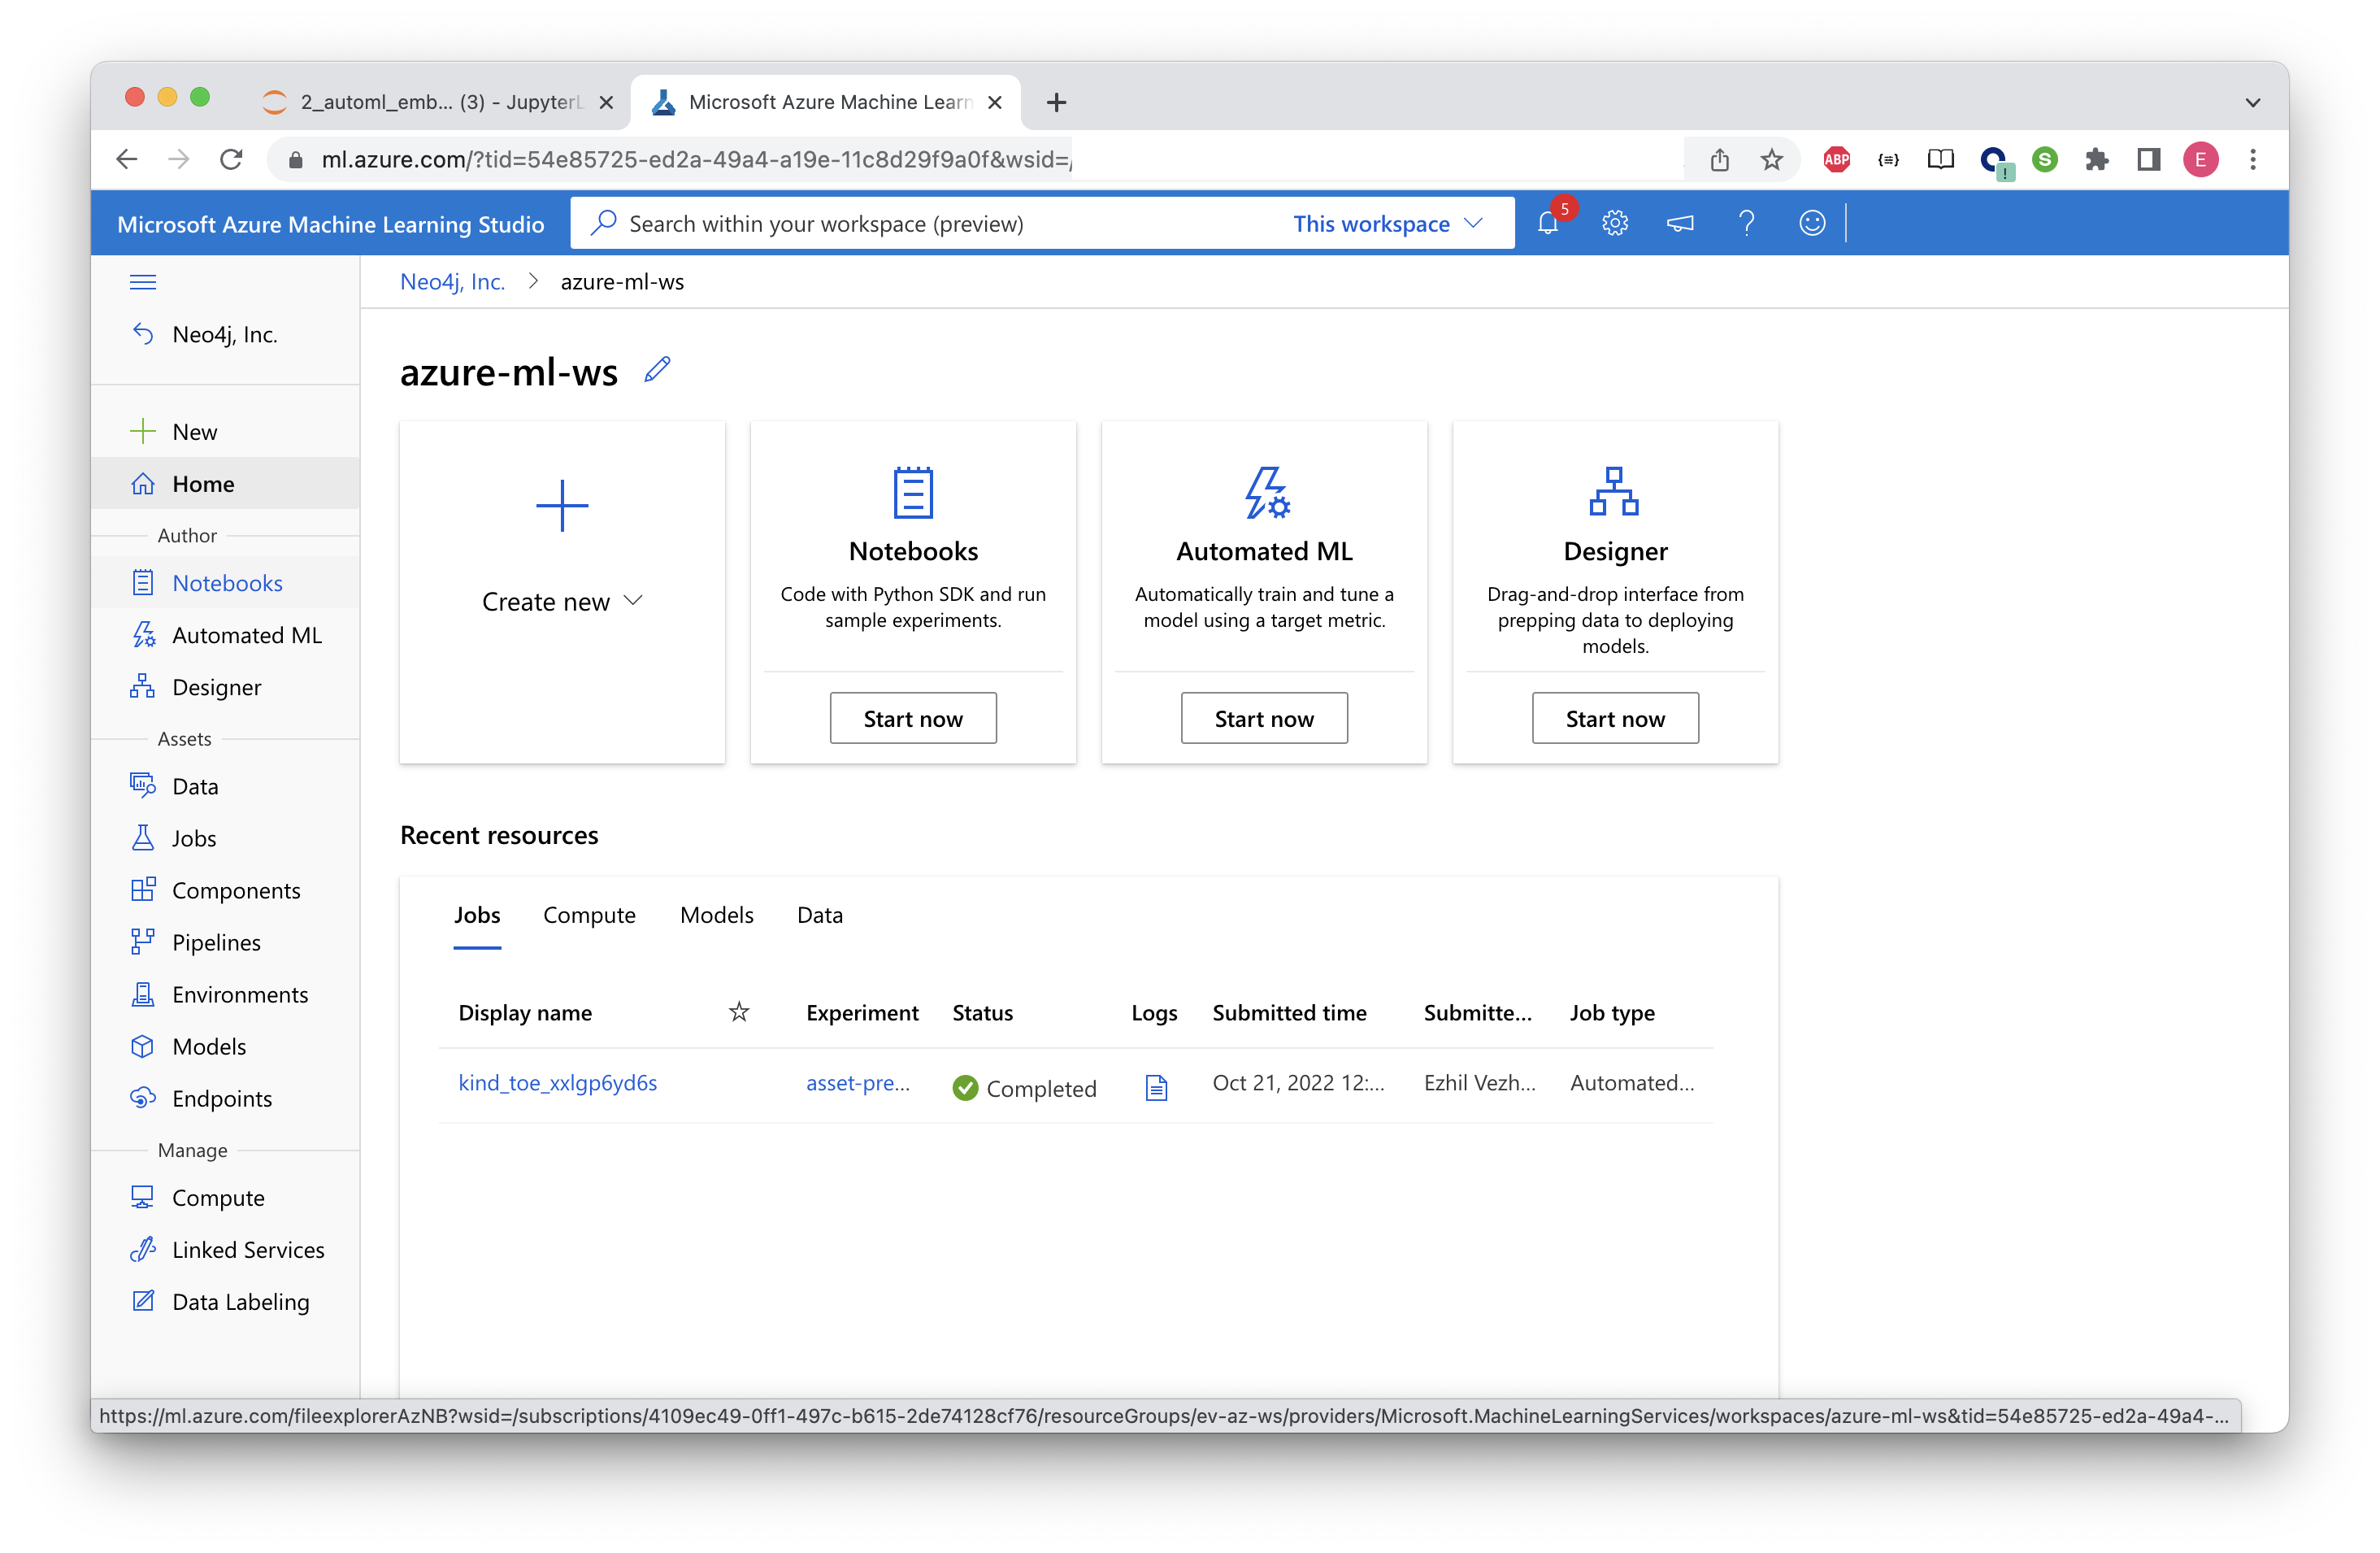 2_automl_emb... (3) - JupyterL
Microsoft Azure Machine Learn
ml.azure.com/?tid=54e85725-ed2a-49a4-a19e-11c8d29f9a0f&wsid=/
ABP
S
E
Microsoft Azure Machine Learning Studio
Search within your workspace (preview)
This workspace
5
Neo4j, Inc. > azure-ml-ws
Neo4j, Inc.
New
Home
Author
Notebooks
Automated ML
Designer
Assets
Data
Jobs
Components
Pipelines
Environments
Models
Endpoints
Manage
Compute
Linked Services
Data Labeling
azure-ml-ws
Create new
Notebooks
Code with Python SDK and run
sample experiments.
Start now
Automated ML
Automatically train and tune a
model using a target metric.
Start now
Designer
Drag-and-drop interface from
prepping data to deploying
models.
Start now
Recent resources
Jobs Compute Models Data
Display name Experiment Status Logs Submitted time Submitte... Job type
kind_toe_xxlgp6yd6s asset-pre... Completed Oct 21, 2022 12:... Ezhil Vezh... Automated...
https://ml.azure.com/fileexplorerAzNB?wsid=/subscriptions/4109ec49-0ff1-497c-b615-2de74128cf76/resourceGroups/ev-az-ws/providers/Microsoft.MachineLearningServices/workspaces/azure-ml-ws&tid=54e85725-ed2a-49a4-...